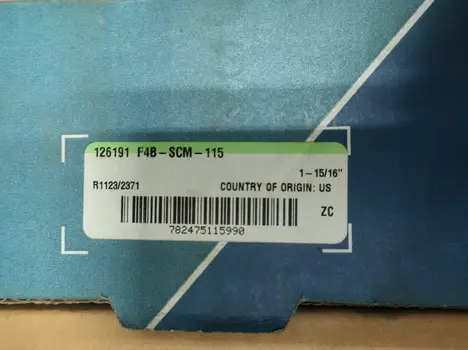 126191 F4B-SCM-115
1-15/16"
R1123/2371 COUNTRY OF ORIGIN: US
ZC
782475115990